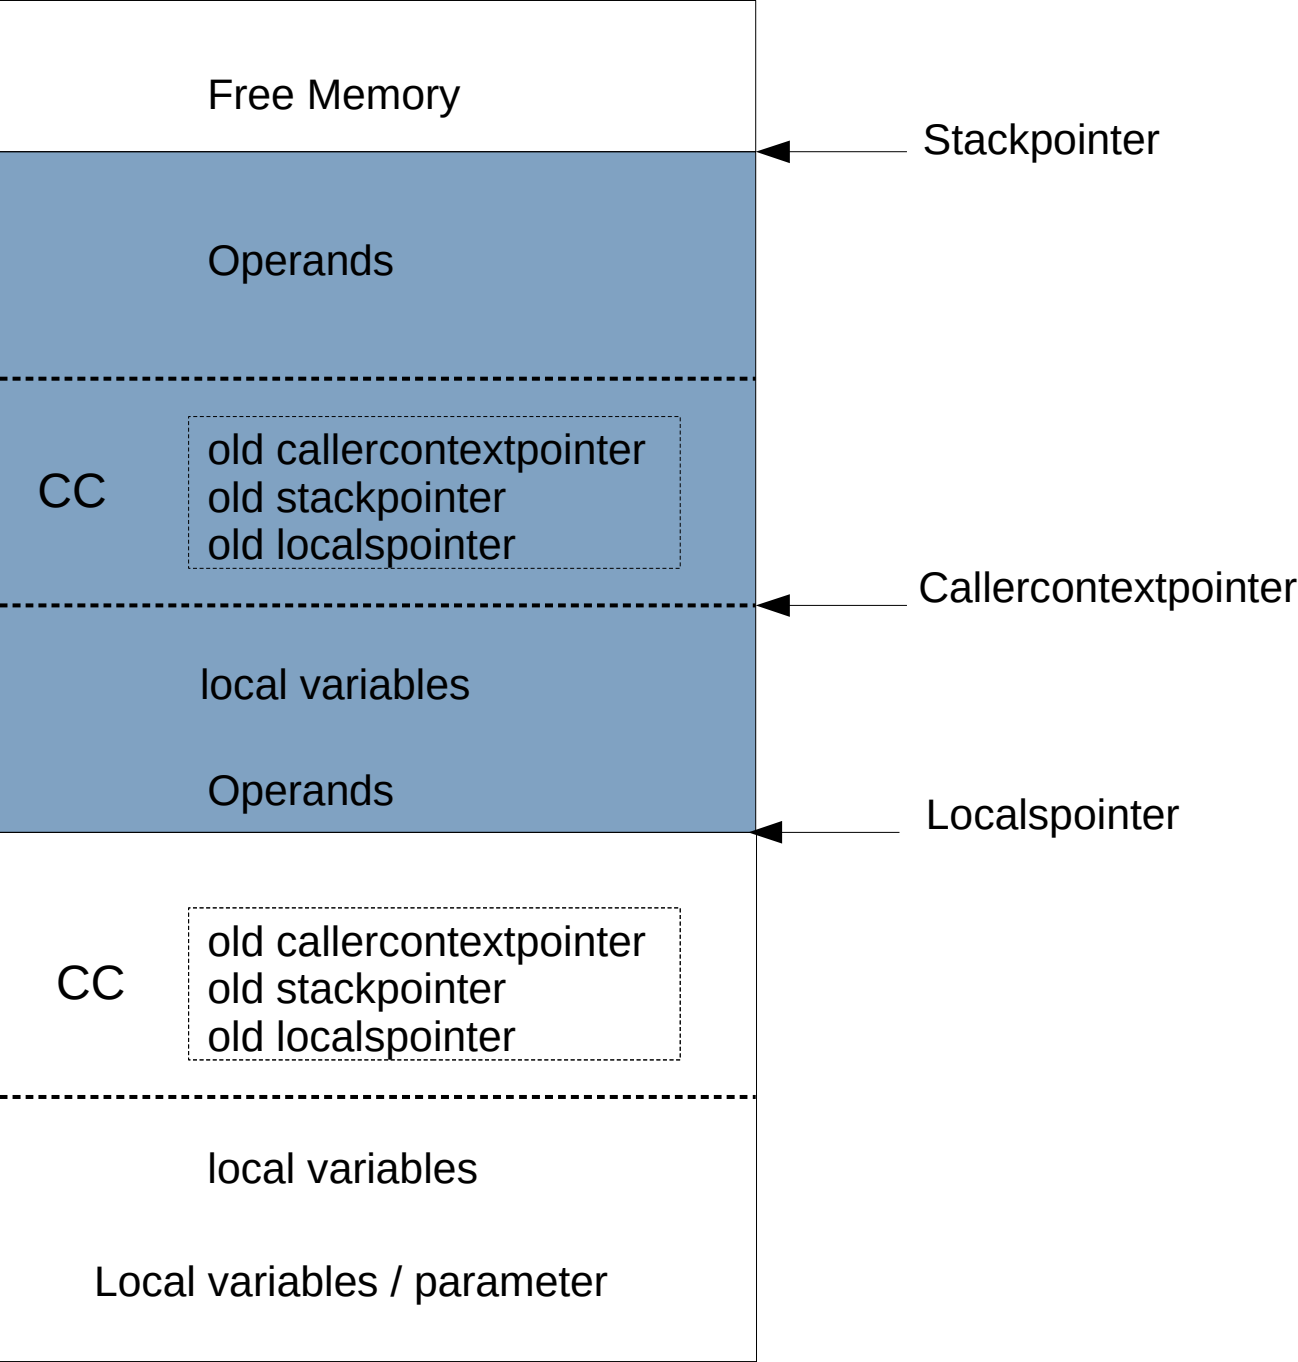 Free Memory
Stackpointer
Operands
CC
old callercontextpointer
old stackpointer
old localspointer
Callercontextpointer
local variables
Operands
Localspointer
CC
old callercontextpointer
old stackpointer
old localspointer
local variables
Local variables / parameter